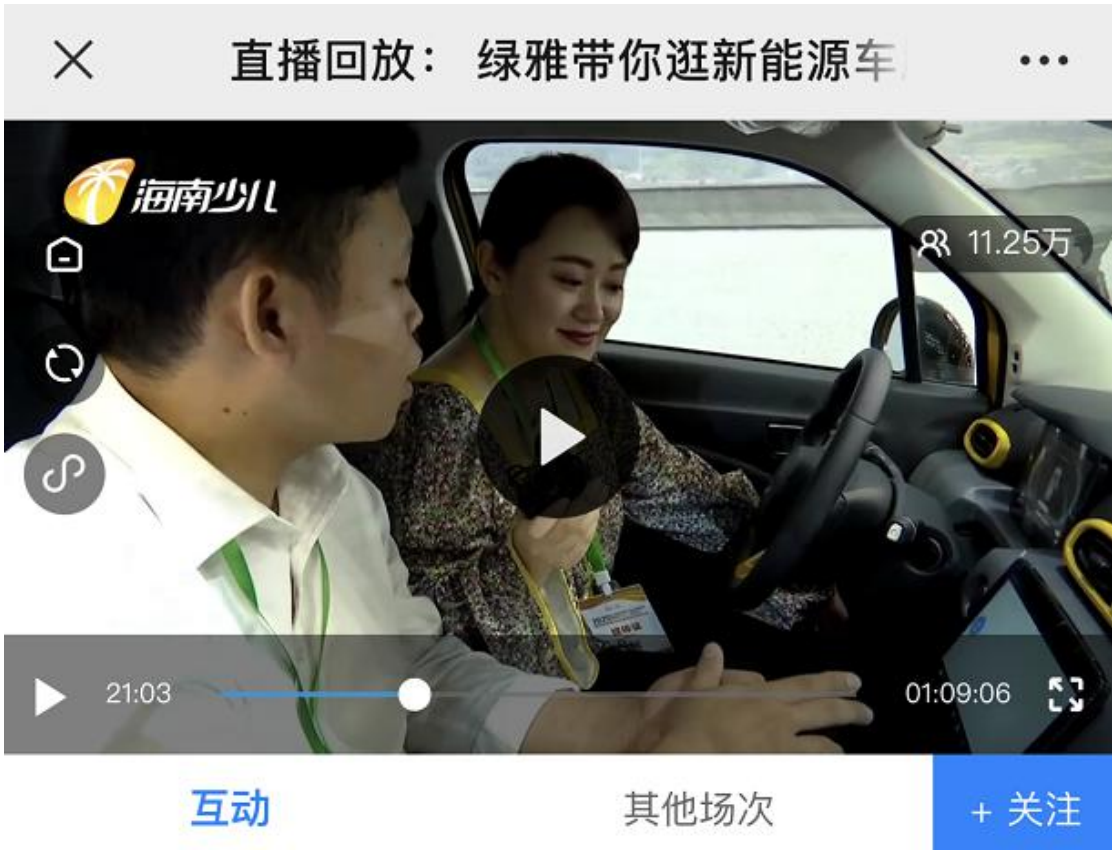 直播回放： 绿雅带你逛新能源车
海南少儿
11.25万
21:03
01:09:06
互动
其他场次
+ 关注